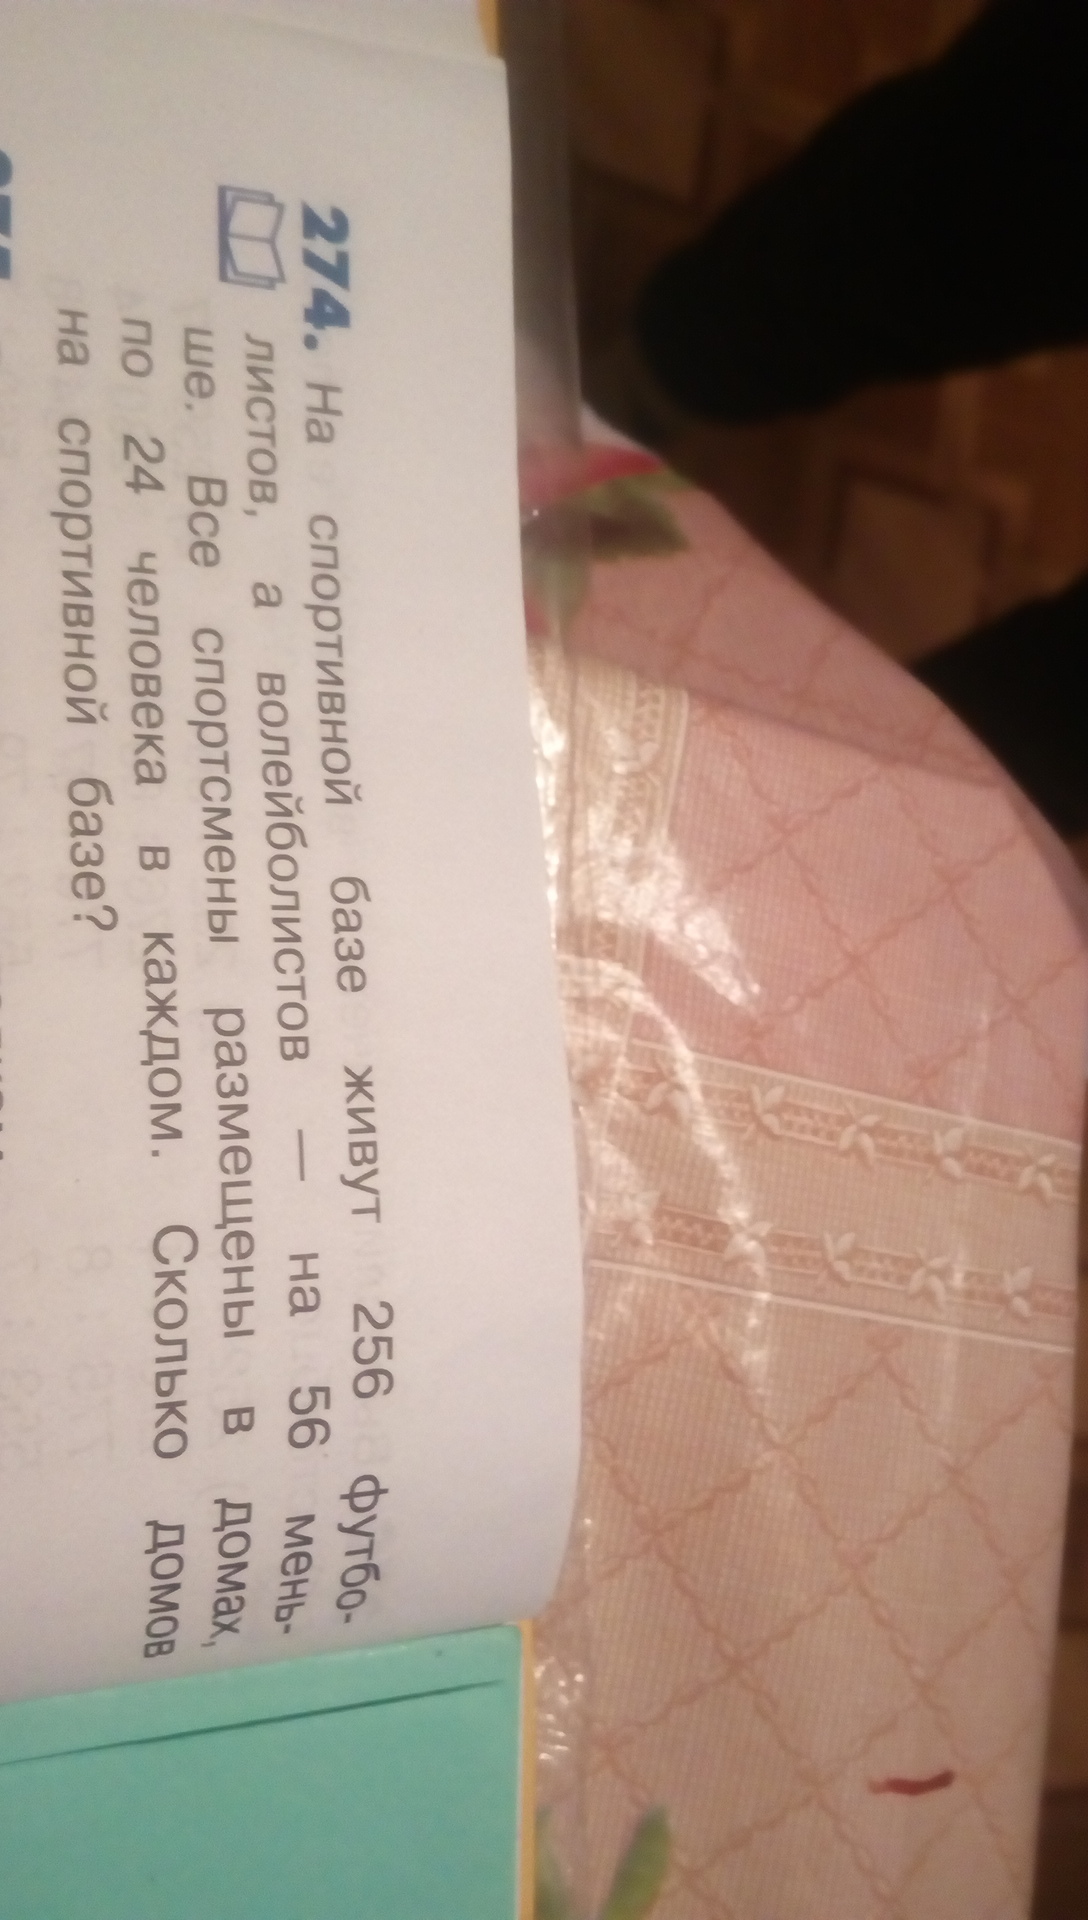 274. На спортивной базе живут 256 футбо-
листов, а волейболистов — на 56 мень-
ше. Все спортсмены размещены в домах,
по 24 человека в каждом. Сколько домов
на спортивной базе?